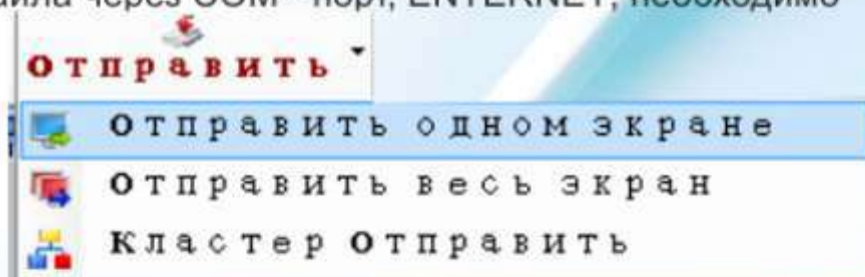 через COM - порт, ENTERNET, необходимо
Отправить
Отправить одном экране
Отправить весь экран
Кластер Отправить